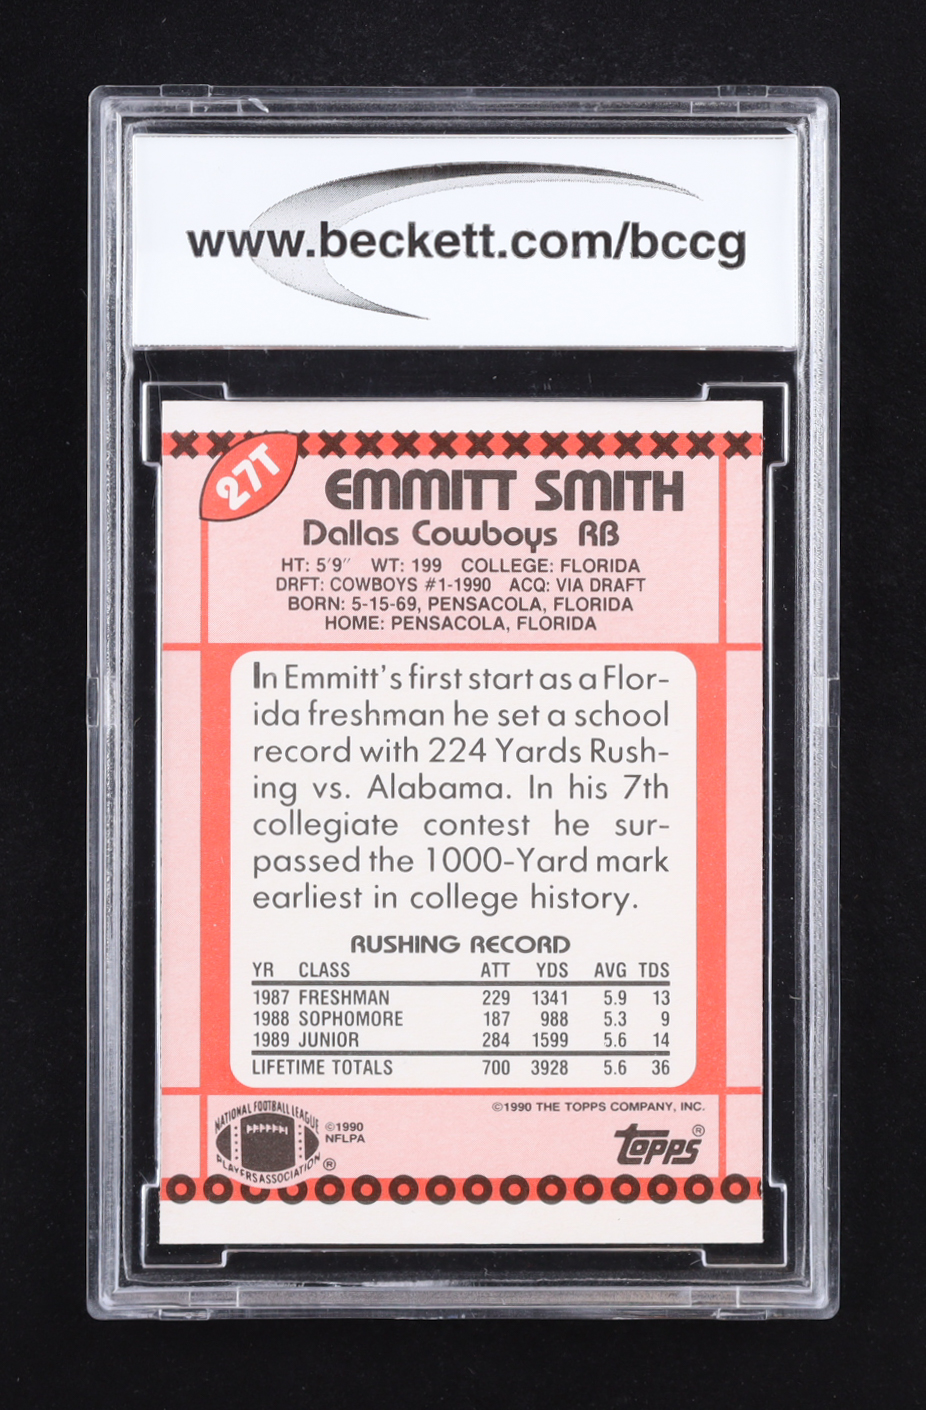 www.beckett.com/bccg
27T
EMMITT SMITH
Dallas Cowboys RB
HT: 5'9" WT: 199 COLLEGE: FLORIDA
DRFT: COWBOYS #1-1990 ACQ: VIA DRAFT
BORN: 5-15-69, PENSACOLA, FLORIDA
HOME: PENSACOLA, FLORIDA
In Emmitt's first start as a Flor-
ida freshman he set a school
record with 224 Yards Rush-
ing vs. Alabama. In his 7th
collegiate contest he sur-
passed the 1000-Yard mark
earliest in college history.
RUSHING RECORD
YR CLASS ATT YDS AVG TDS
1987 FRESHMAN 229 1341 5.9 13
1988 SOPHOMORE 187 988 5.3 9
1989 JUNIOR 284 1599 5.6 14
LIFETIME TOTALS 700 3928 5.6 36
NATIONAL FOOTBALL LEAGUE
PLAYERS ASSOCIATION ®
©1990
NFLPA
©1990 THE TOPPS COMPANY, INC.
TOPPS®